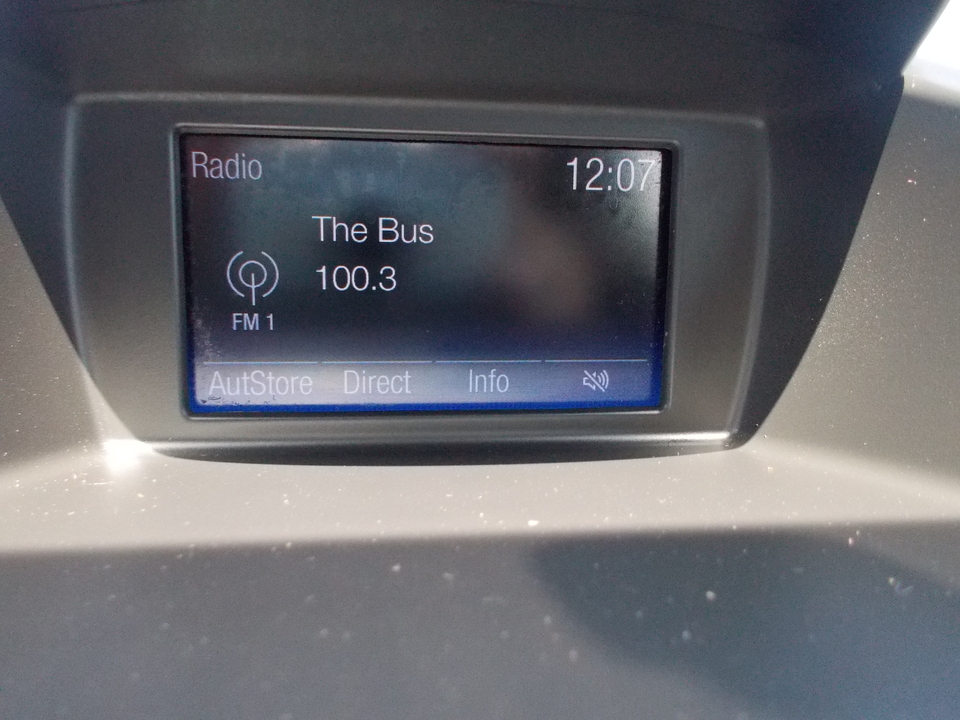 Radio 12:07
The Bus
100.3
FM 1
AutStore Direct Info